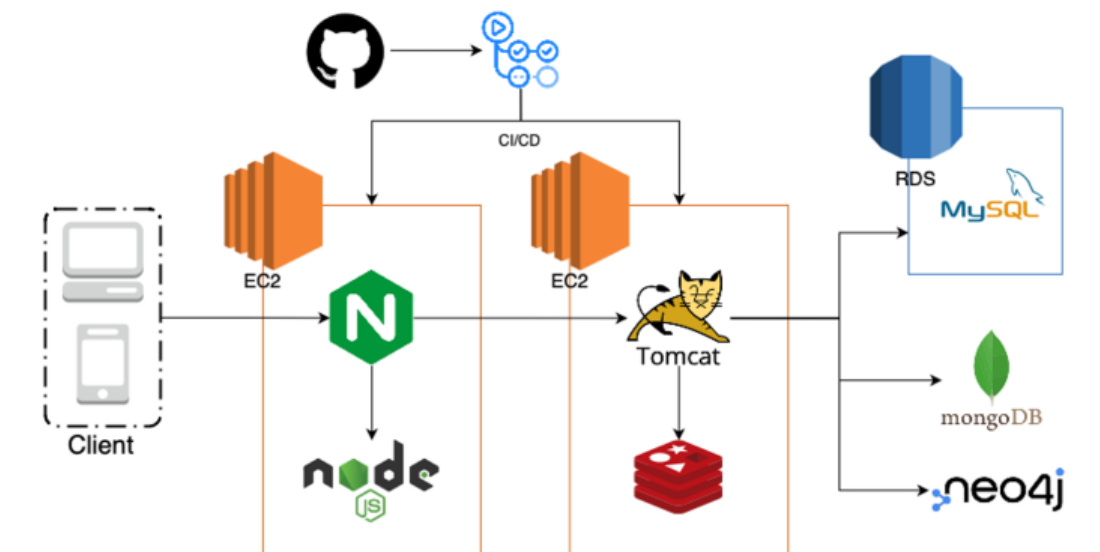 CI/CD
RDS
MySQL
EC2
EC2
N
Tomcat
mongoDB
Client
node
JS
neo4j